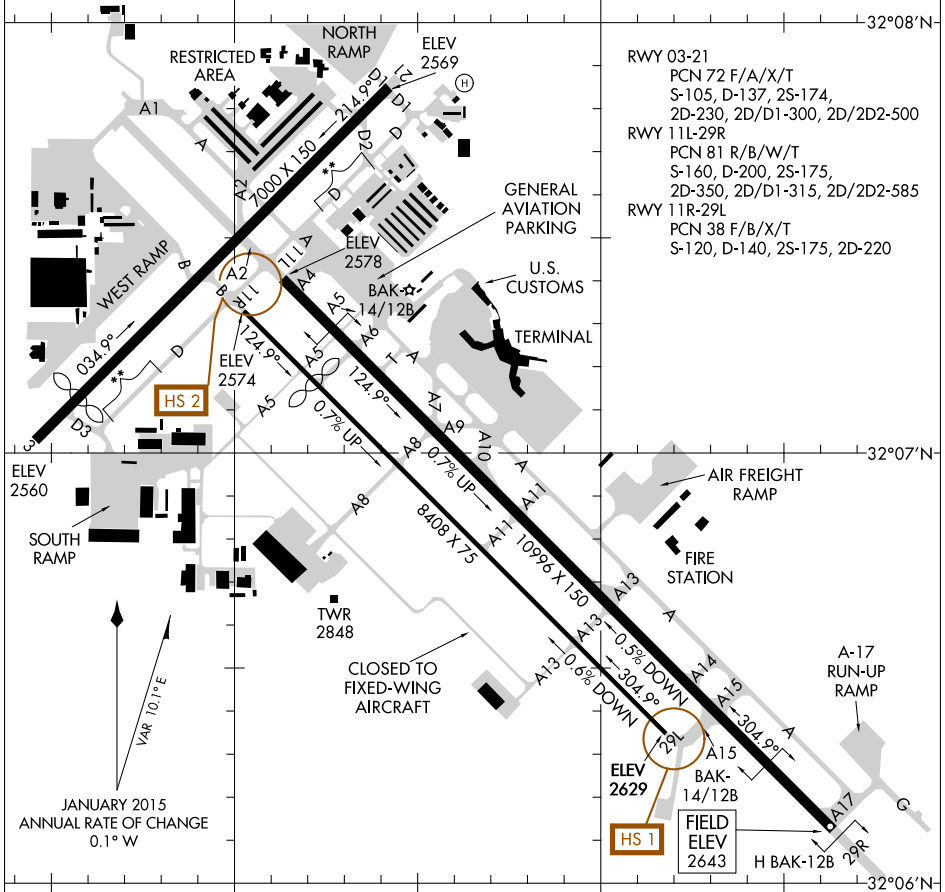 32°08'N
NORTH
RAMP
ELEV
2569
RESTRICTED
AREA
H
RWY 03-21
PCN 72 F/A/X/T
S-105, D-137, 2S-174,
2D-230, 2D/D1-300, 2D/2D2-500
RWY 11L-29R
PCN 81 R/B/W/T
S-160, D-200, 2S-175,
2D-350, 2D/D1-315, 2D/2D2-585
RWY 11R-29L
PCN 38 F/B/X/T
S-120, D-140, 2S-175, 2D-220
21
D1
D1
214.9°
A1
A
D2
D
**
D
A2
7000 X 150
GENERAL
AVIATION
PARKING
A
11L
ELEV
2578
A4
BAK-
14/12B
U.S.
CUSTOMS
TERMINAL
WEST RAMP
B
B
A2
11R
A5
A6
A5
A5
T
A
034.9°
D
**
ELEV
2574
124.9°
124.9°
HS 2
D3
3
0.7% UP
A7
A9
A8
A10
0.7% UP
A
A11
A11
32°07'N
ELEV
2560
SOUTH
RAMP
A8
8408 X 75
10996 X 150
AIR FREIGHT
RAMP
FIRE
STATION
TWR
2848
A13
A13
A13
A
0.5% DOWN
0.6% DOWN
304.9°
A14
A15
A
304.9°
CLOSED TO
FIXED-WING
AIRCRAFT
A-17
RUN-UP
RAMP
VAR 10.1° E
JANUARY 2015
ANNUAL RATE OF CHANGE
0.1° W
29L
A15
ELEV
2629
BAK-
14/12B
HS 1
FIELD
ELEV
2643
A17
G
29R
H BAK-12B
32°06'N